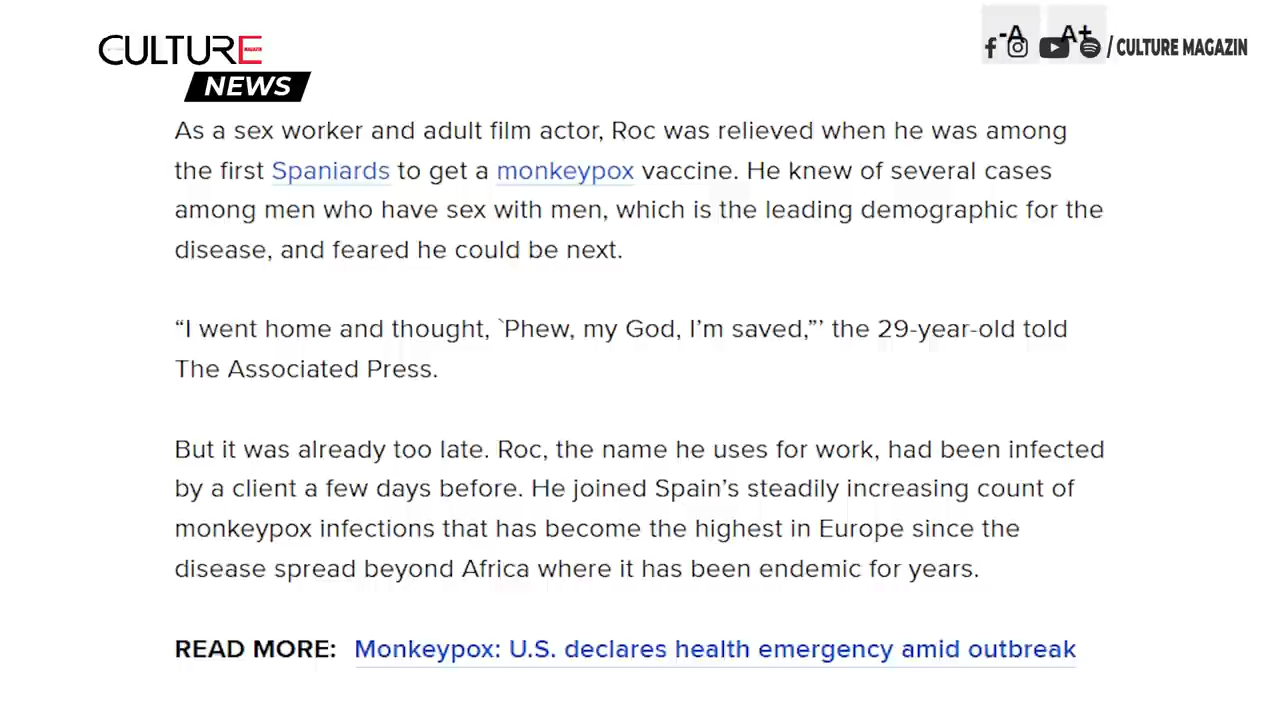 CULTURE
NEWS
-A A+
/ CULTURE MAGAZIN
As a sex worker and adult film actor, Roc was relieved when he was among
the first Spaniards to get a monkeypox vaccine. He knew of several cases
among men who have sex with men, which is the leading demographic for the
disease, and feared he could be next.
“I went home and thought, `Phew, my God, I’m saved,”’ the 29-year-old told
The Associated Press.
But it was already too late. Roc, the name he uses for work, had been infected
by a client a few days before. He joined Spain’s steadily increasing count of
monkeypox infections that has become the highest in Europe since the
disease spread beyond Africa where it has been endemic for years.
READ MORE: Monkeypox: U.S. declares health emergency amid outbreak